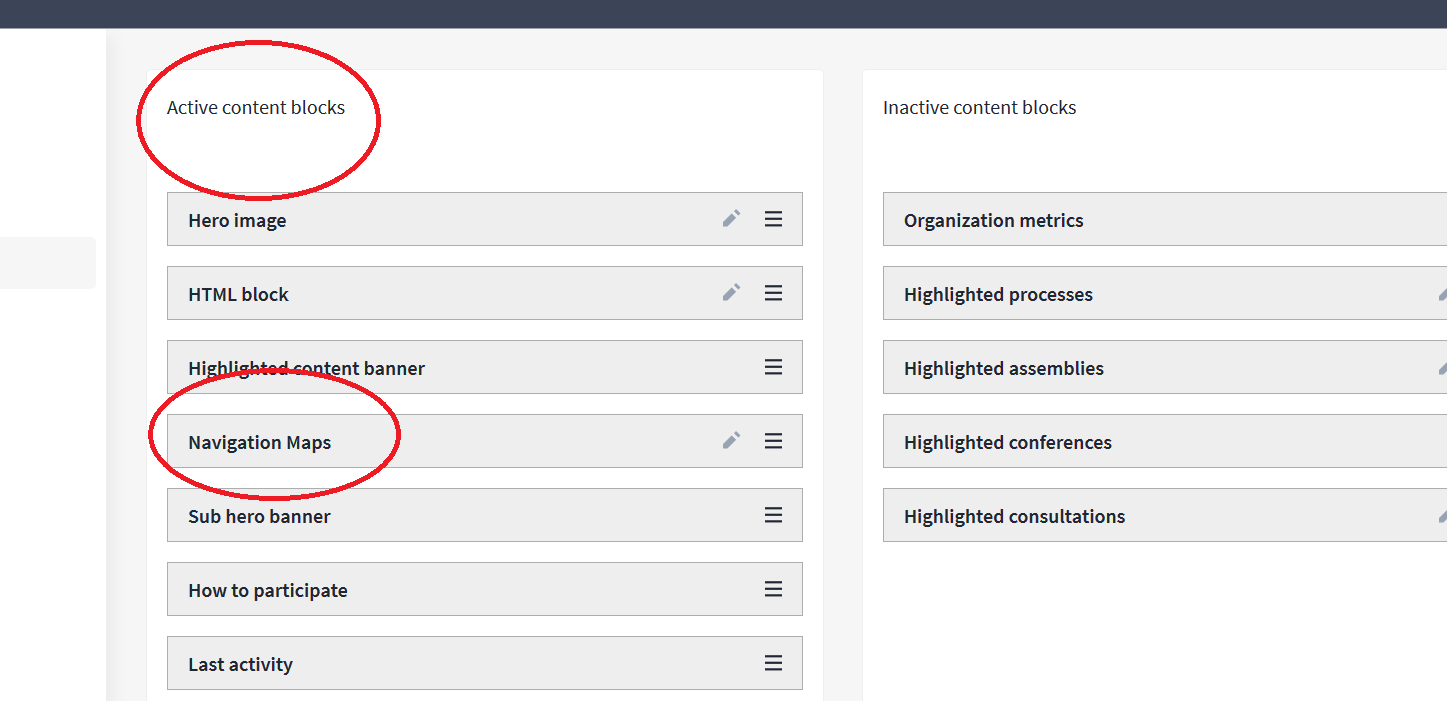 Active content blocks
Hero image
HTML block
Highlighted content banner
Navigation Maps
Sub hero banner
How to participate
Last activity
Inactive content blocks
Organization metrics
Highlighted processes
Highlighted assemblies
Highlighted conferences
Highlighted consultations